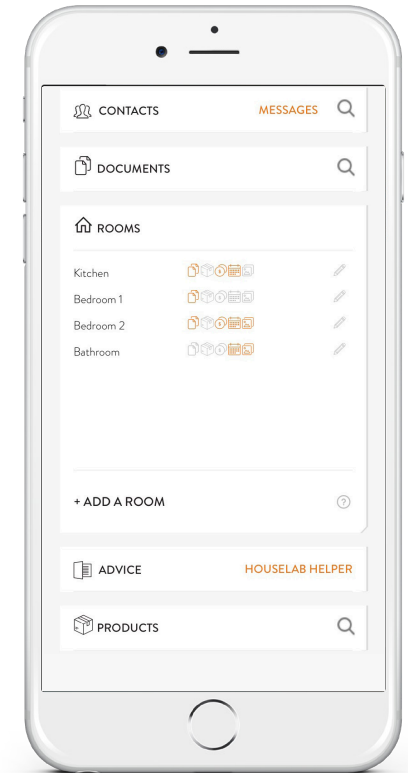 CONTACTS MESSAGES
DOCUMENTS
ROOMS
Kitchen
Bedroom 1
Bedroom 2
Bathroom
+ ADD A ROOM ?
ADVICE HOUSELAB HELPER
PRODUCTS